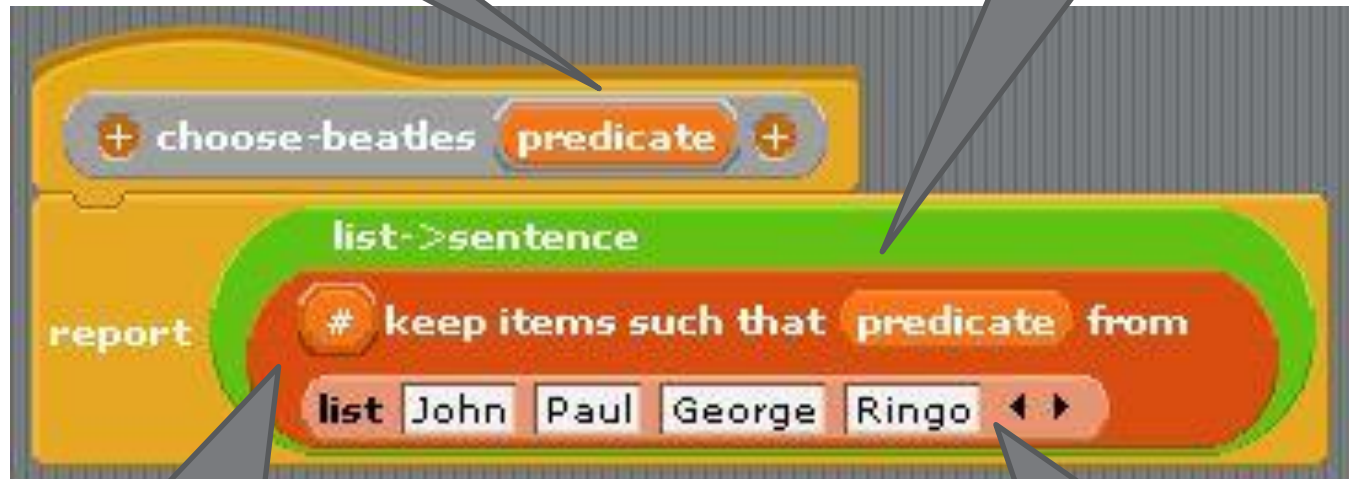 + choose-beatles predicate +
list->sentence
report # keep items such that predicate from
list John Paul George Ringo